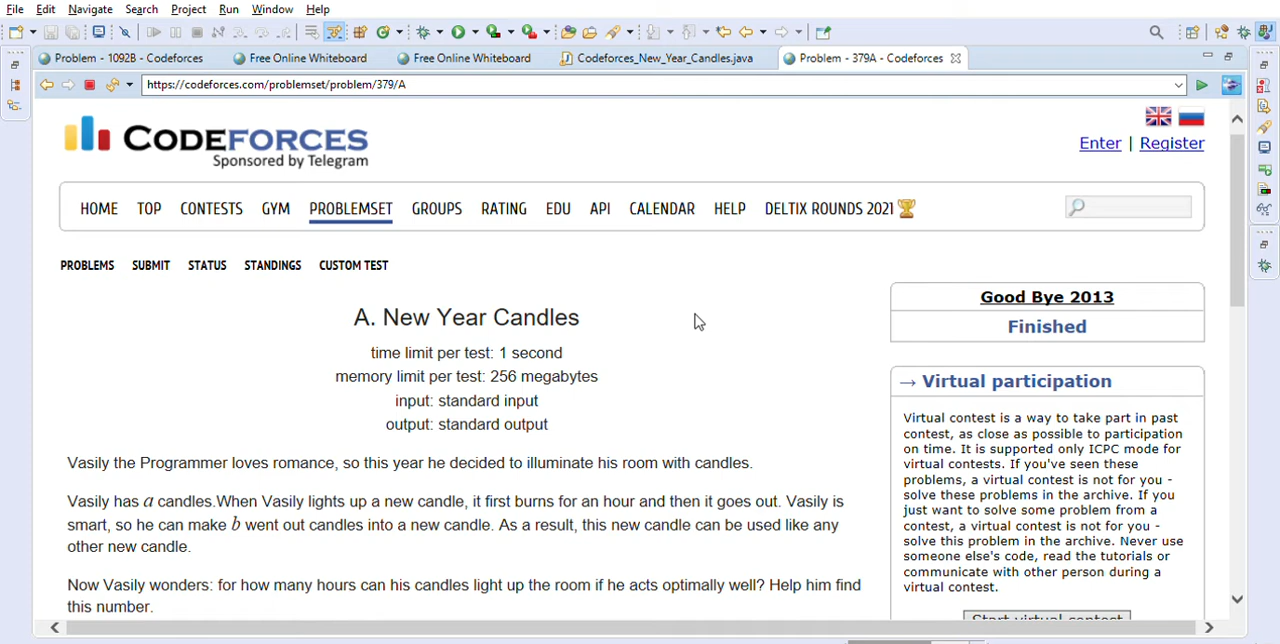 File Edit Navigate Search Project Run Window Help
Problem - 1092B - Codeforces Free Online Whiteboard Free Online Whiteboard Codeforces_New_Year_Candles.java Problem - 379A - Codeforces
https://codeforces.com/problemset/problem/379/A
CODEFORCES
Sponsored by Telegram
Enter | Register
HOME TOP CONTESTS GYM PROBLEMSET GROUPS RATING EDU API CALENDAR HELP DELTIX ROUNDS 2021
PROBLEMS SUBMIT STATUS STANDINGS CUSTOM TEST
A. New Year Candles
time limit per test: 1 second
memory limit per test: 256 megabytes
input: standard input
output: standard output
Vasily the Programmer loves romance, so this year he decided to illuminate his room with candles.
Vasily has a candles.When Vasily lights up a new candle, it first burns for an hour and then it goes out. Vasily is
smart, so he can make b went out candles into a new candle. As a result, this new candle can be used like any
other new candle.
Now Vasily wonders: for how many hours can his candles light up the room if he acts optimally well? Help him find
this number.
Good Bye 2013
Finished
→ Virtual participation
Virtual contest is a way to take part in past
contest, as close as possible to participation
on time. It is supported only ICPC mode for
virtual contests. If you've seen these
problems, a virtual contest is not for you -
solve these problems in the archive. If you
just want to solve some problem from a
contest, a virtual contest is not for you -
solve this problem in the archive. Never use
someone else's code, read the tutorials or
communicate with other person during a
virtual contest.
Start virtual contest